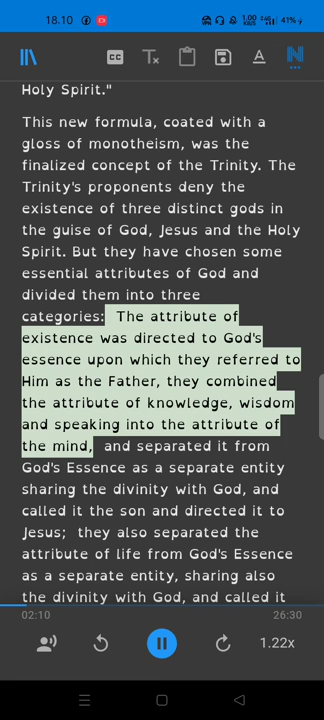 18.10
1.00 KB/s
41%
CC
Holy Spirit."
This new formula, coated with a
gloss of monotheism, was the
finalized concept of the Trinity. The
Trinity's proponents deny the
existence of three distinct gods in
the guise of God, Jesus and the Holy
Spirit. But they have chosen some
essential attributes of God and
divided them into three
categories: The attribute of
existence was directed to God's
essence upon which they referred to
Him as the Father, they combined
the attribute of knowledge, wisdom
and speaking into the attribute of
the mind, and separated it from
God's Essence as a separate entity
sharing the divinity with God, and
called it the son and directed it to
Jesus; they also separated the
attribute of life from God's Essence
as a separate entity, sharing also
the divinity with God, and called it
02:10
26:30
1.22x